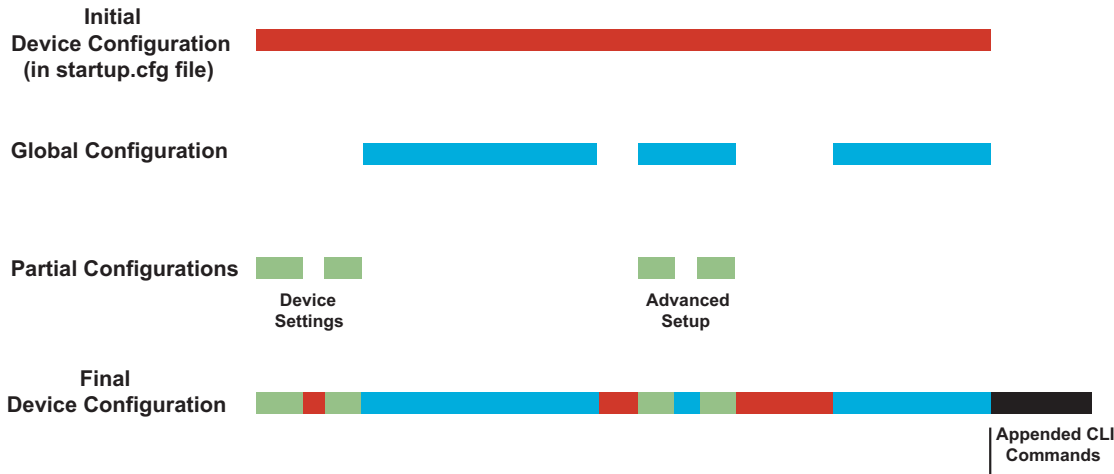 Initial
Device Configuration
(in startup.cfg file)
Global Configuration
Partial Configurations
Device
Settings
Advanced
Setup
Final
Device Configuration
Appended CLI
Commands